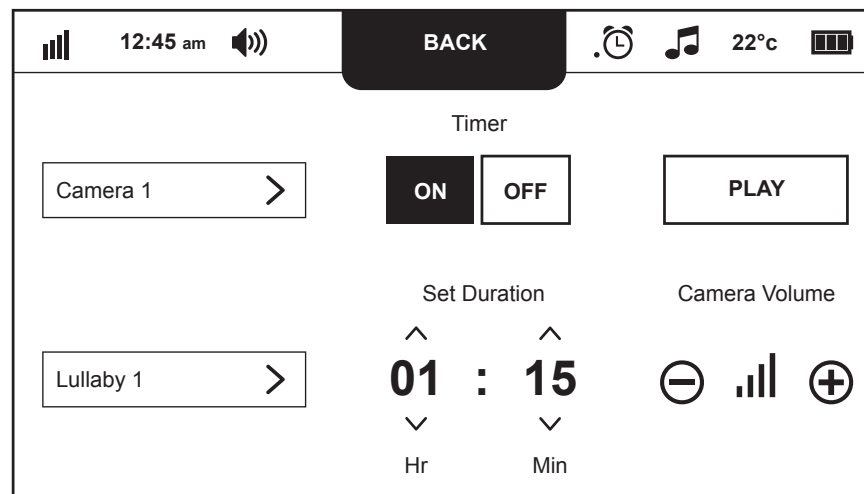 12:45 am BACK 22°c
Timer
Camera 1 ON OFF PLAY
Set Duration Camera Volume
Lullaby 1 01 : 15
Hr Min